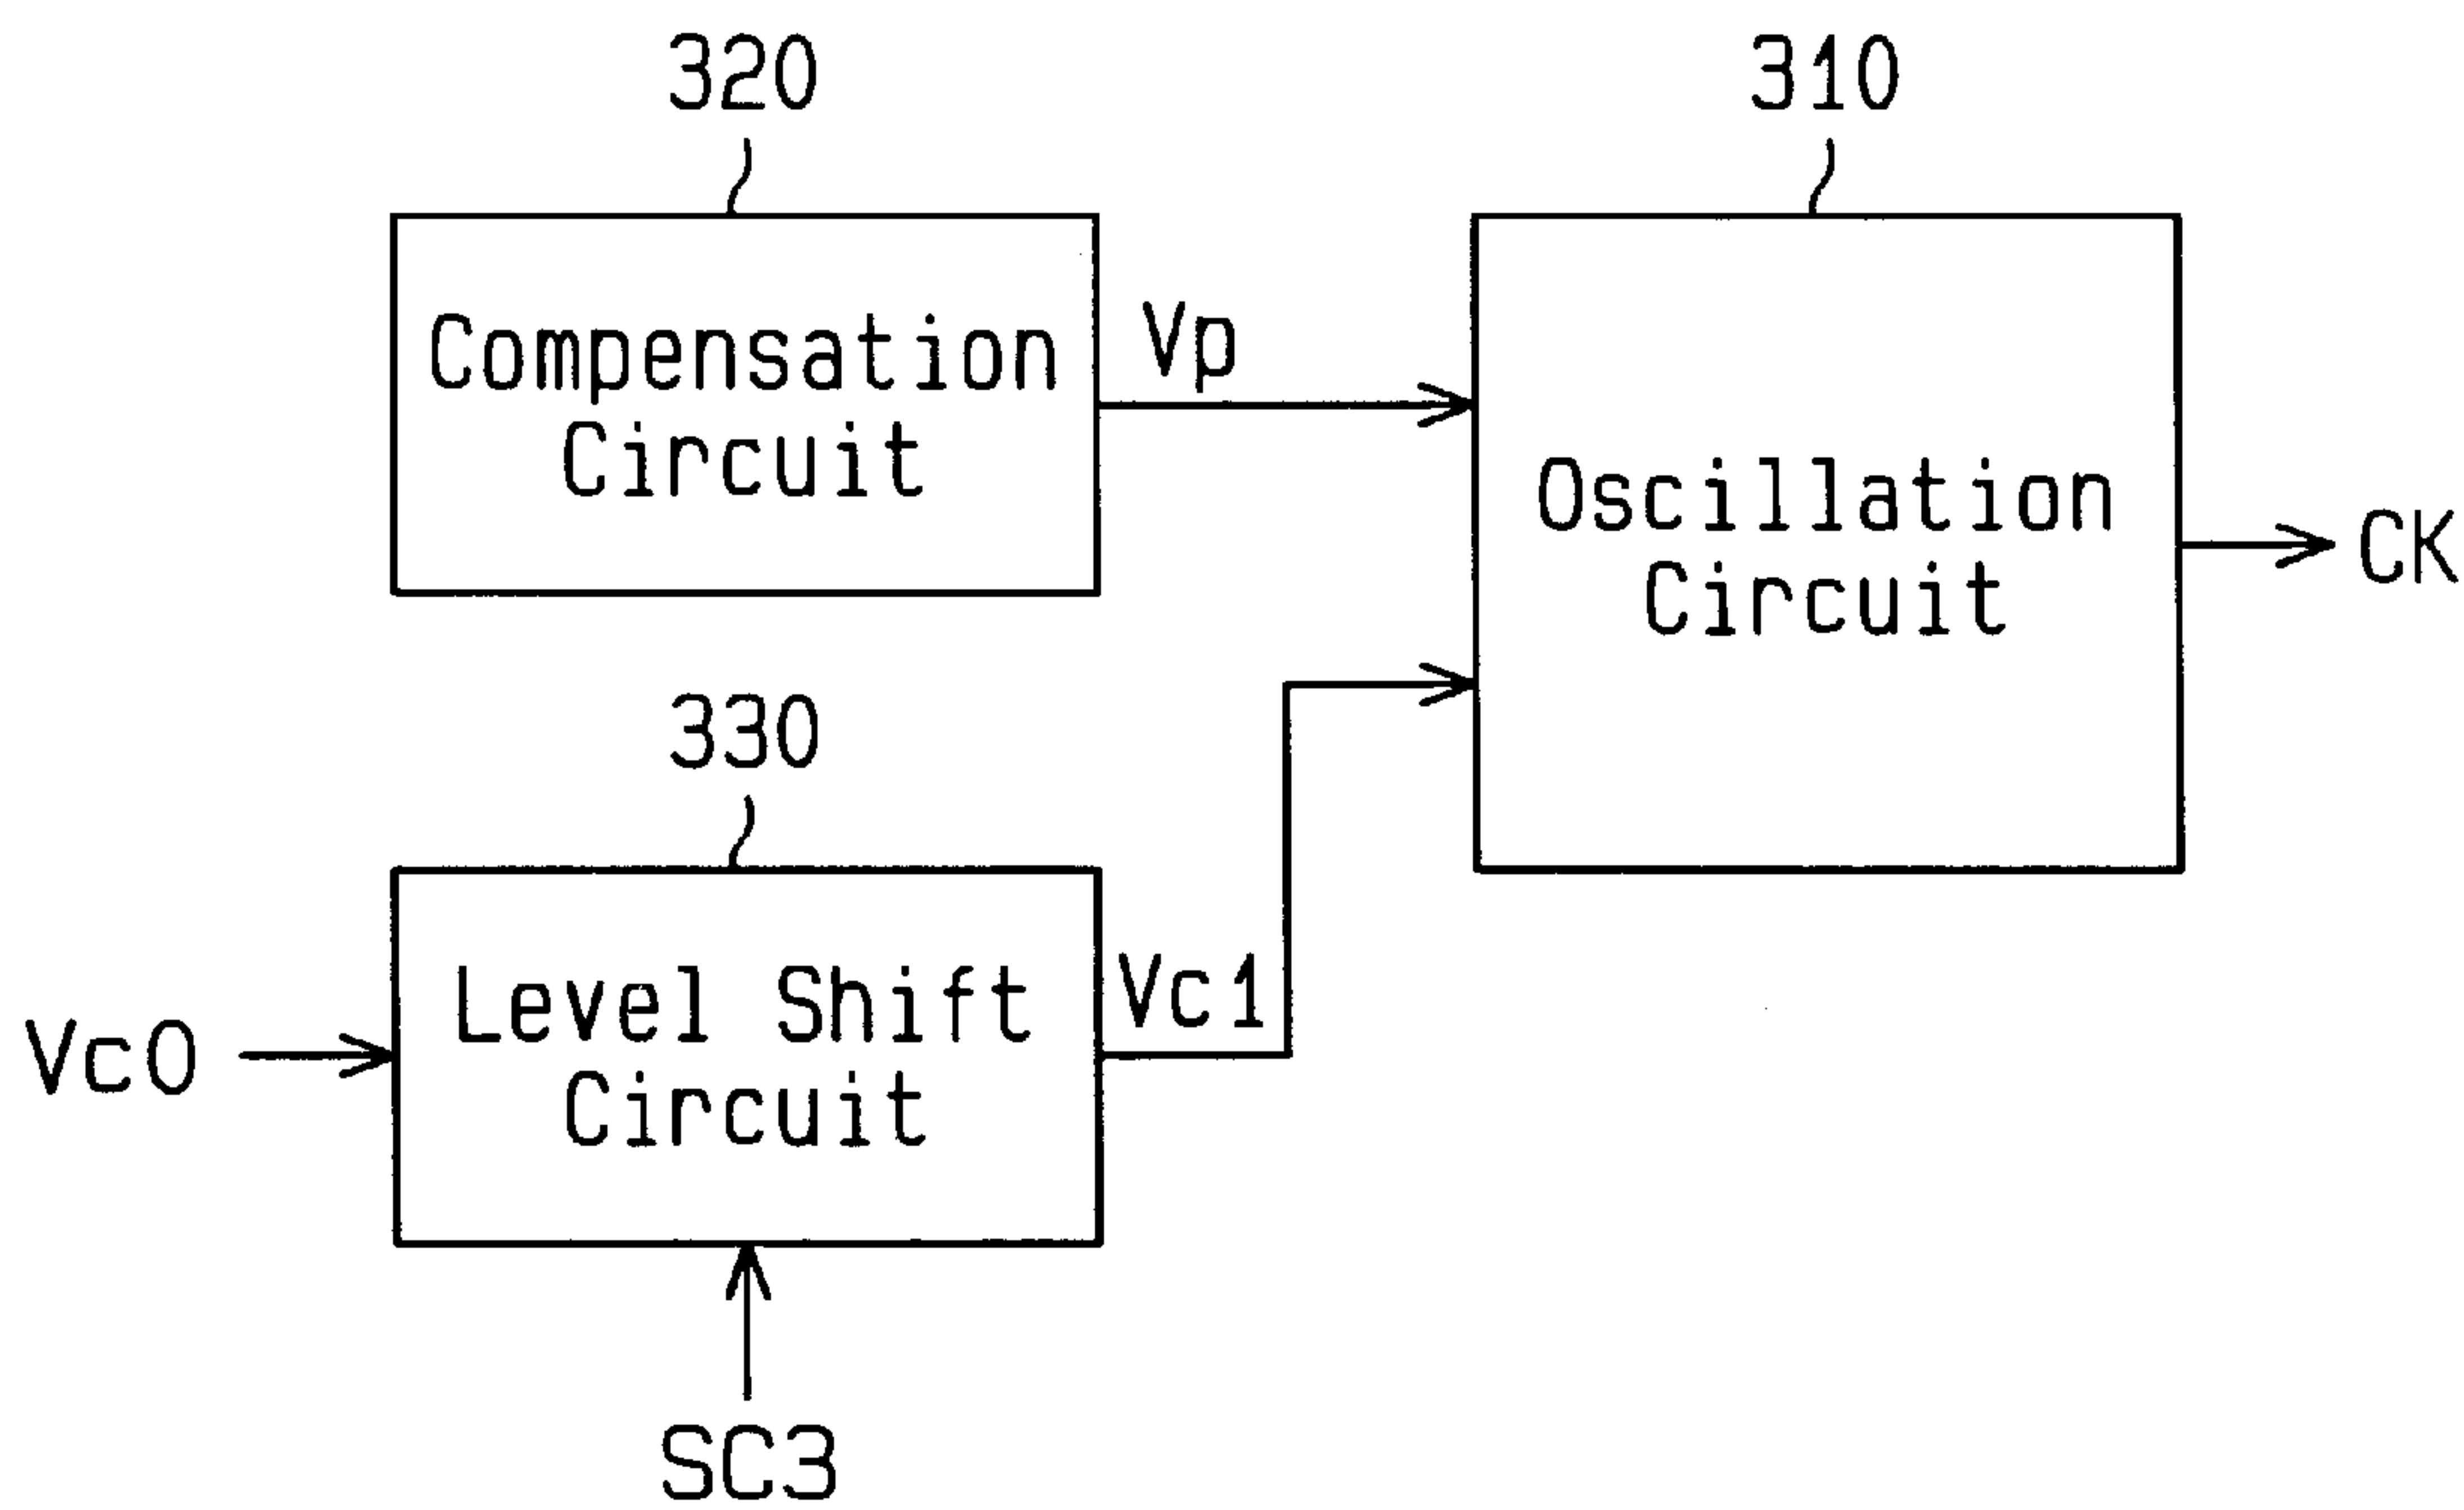 320
310
Compensation
Circuit
Vp
Oscillation
Circuit
CK
330
Level Shift
Circuit
Vc1
Vc0
SC3